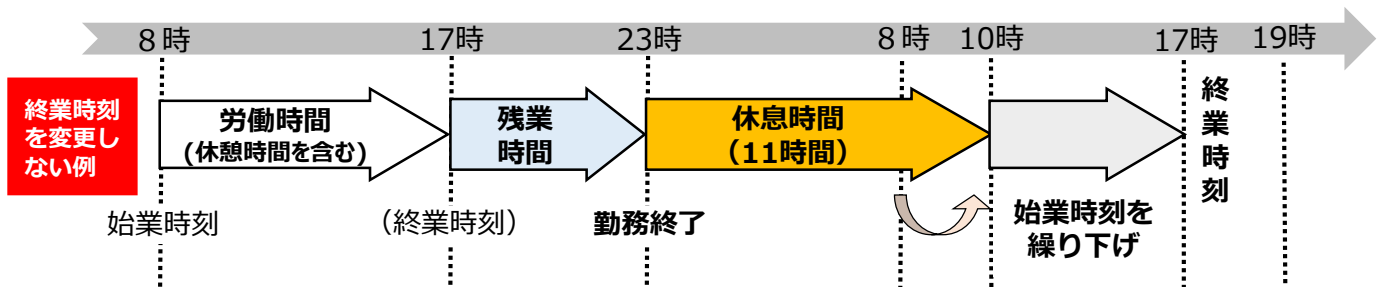 ８時 17時 23時 ８時 10時 17時 19時
終業時刻
を変更し
ない例
労働時間
(休憩時間を含む)
残業
時間
休息時間
（11時間）
終業時刻
始業時刻
（終業時刻）
勤務終了
始業時刻を
繰り下げ